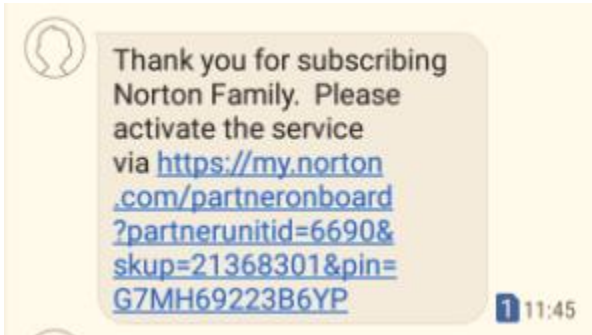 Thank you for subscribing
Norton Family.  Please
activate the service
via https://my.norton
.com/partneronboard
?partnerunitid=6690&
skup=21368301&pin=
G7MH69223B6YP
1 11:45